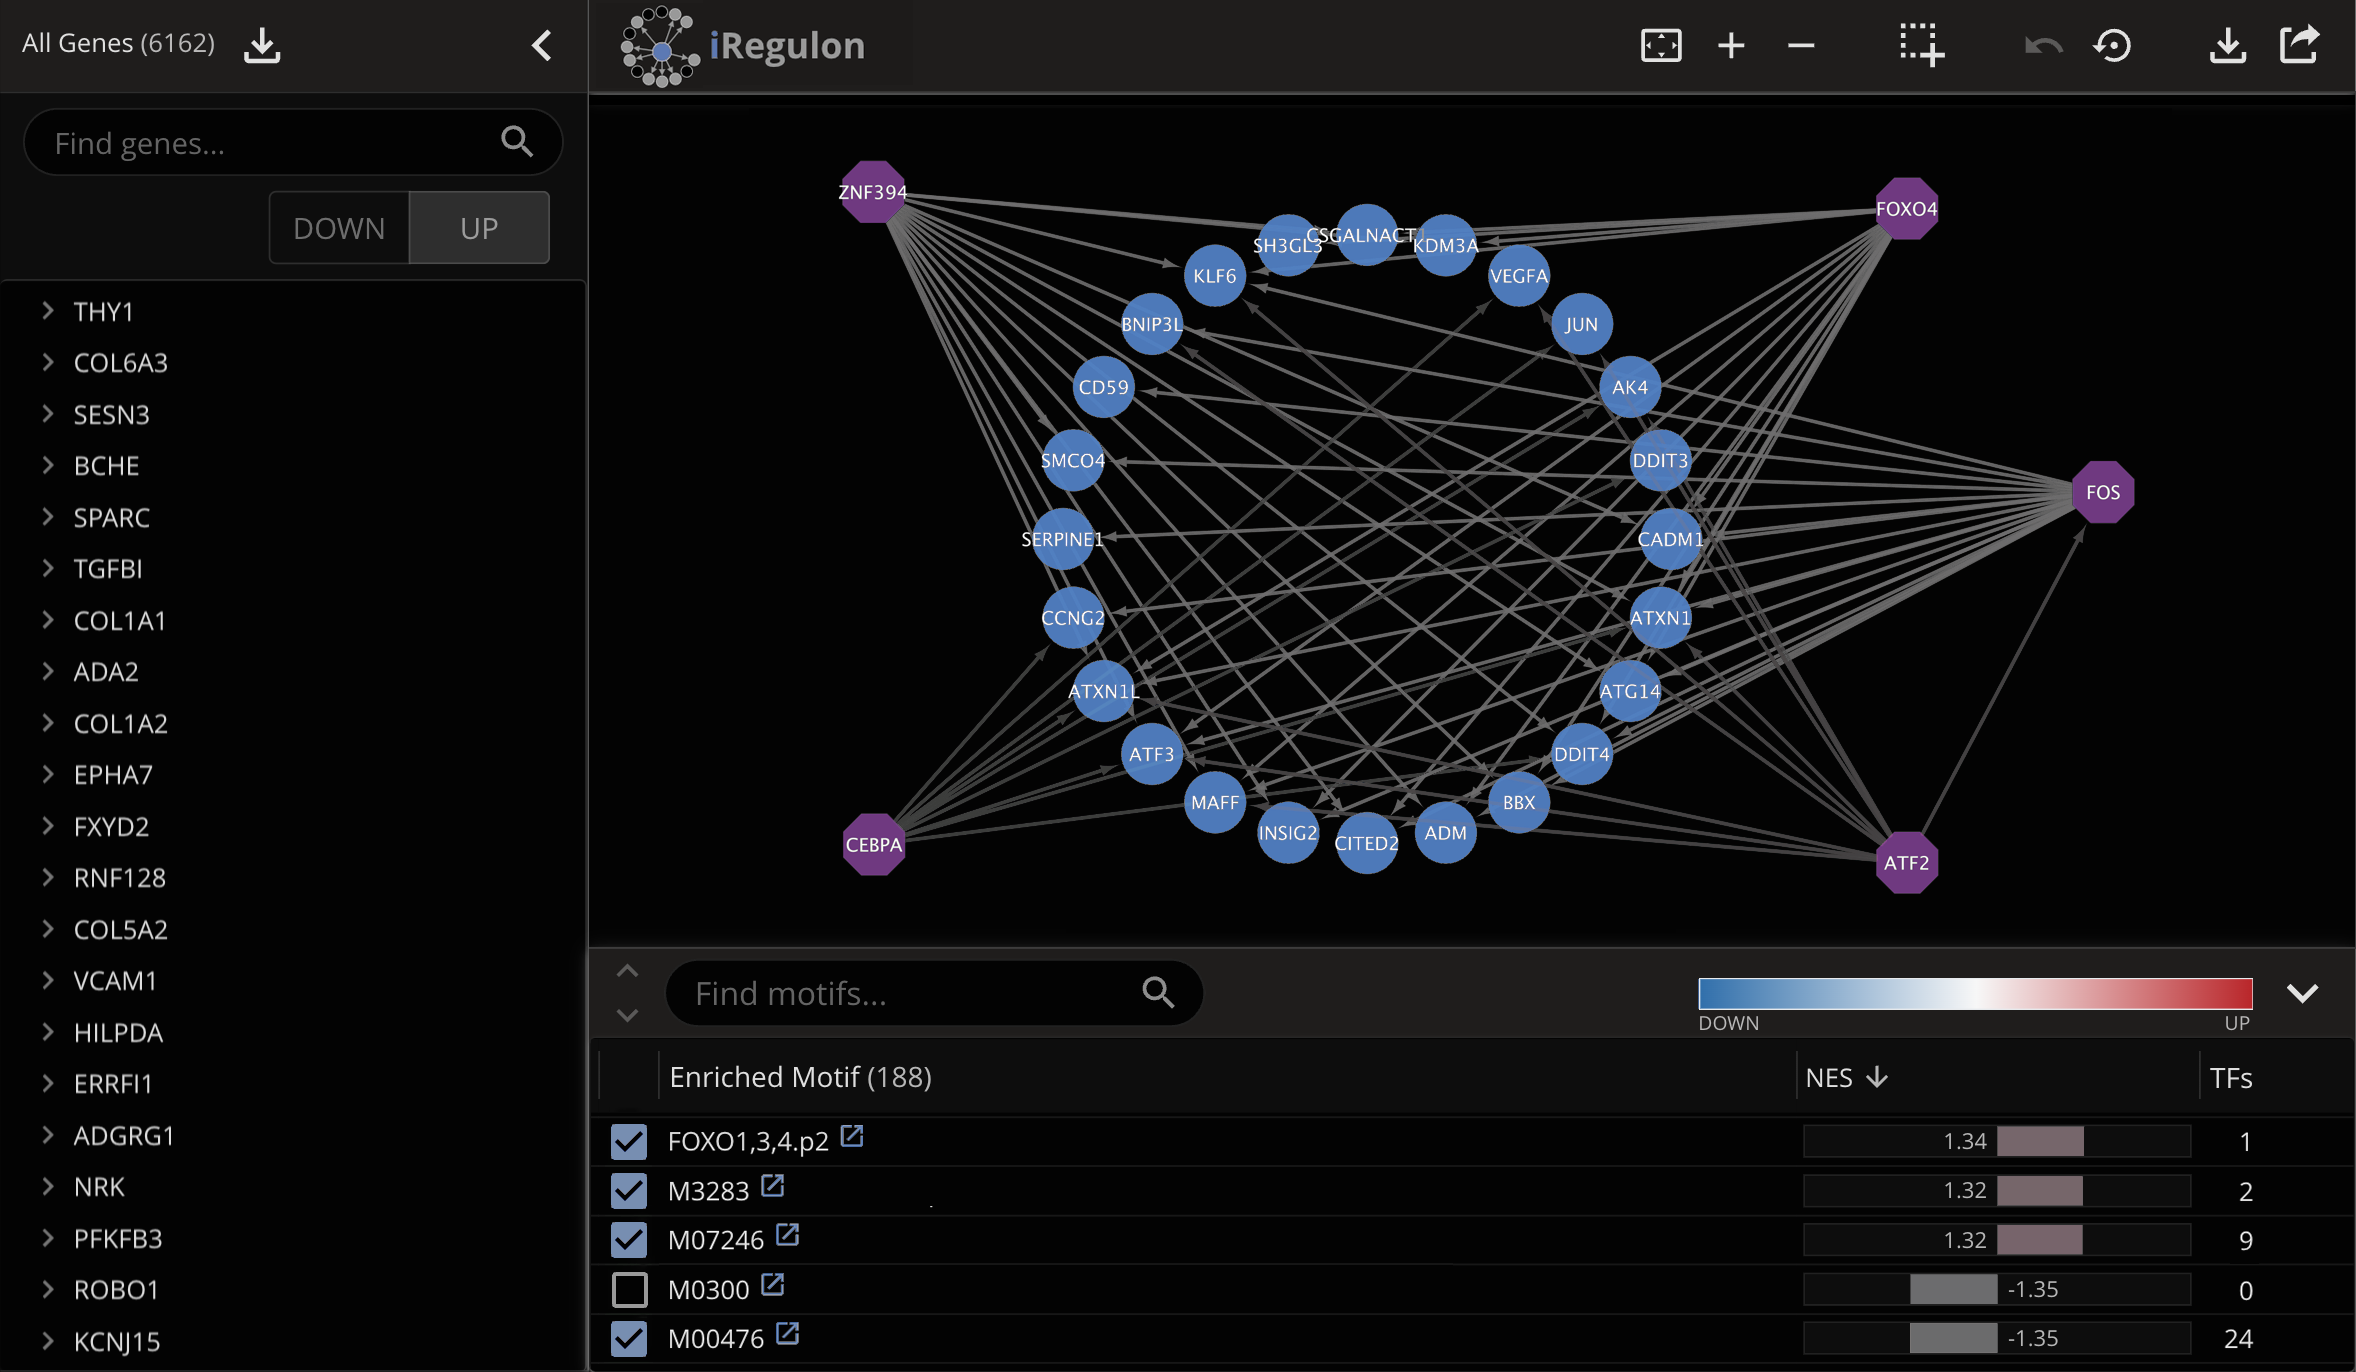 All Genes (6162)
iRegulon
Find genes...
DOWN UP
THY1
COL6A3
SESN3
BCHE
SPARC
TGFBI
COL1A1
ADA2
COL1A2
EPHA7
FXYD2
RNF128
COL5A2
VCAM1
HILPDA
ERRFI1
ADGRG1
NRK
PFKFB3
ROBO1
KCNJ15
ZNF394
FOXO4
SH3GL3
KDM3A
KLF6
VEGFA
BNIP3L
JUN
CD59
AK4
SMCO4
DDIT3
FOS
SERPINE1
CADM1
CCNG2
ATXN1
ATXN1L
ATG14
ATF3
DDIT4
MAFF
BBX
INSIG2
CITED2
ADM
CEBPA
ATF2
Find motifs...
DOWN UP
Enriched Motif (188) NES TFs
FOXO1,3,4.p2 1.34 1
M3283 1.32 2
M07246 1.32 9
M0300 -1.35 0
M00476 -1.35 24